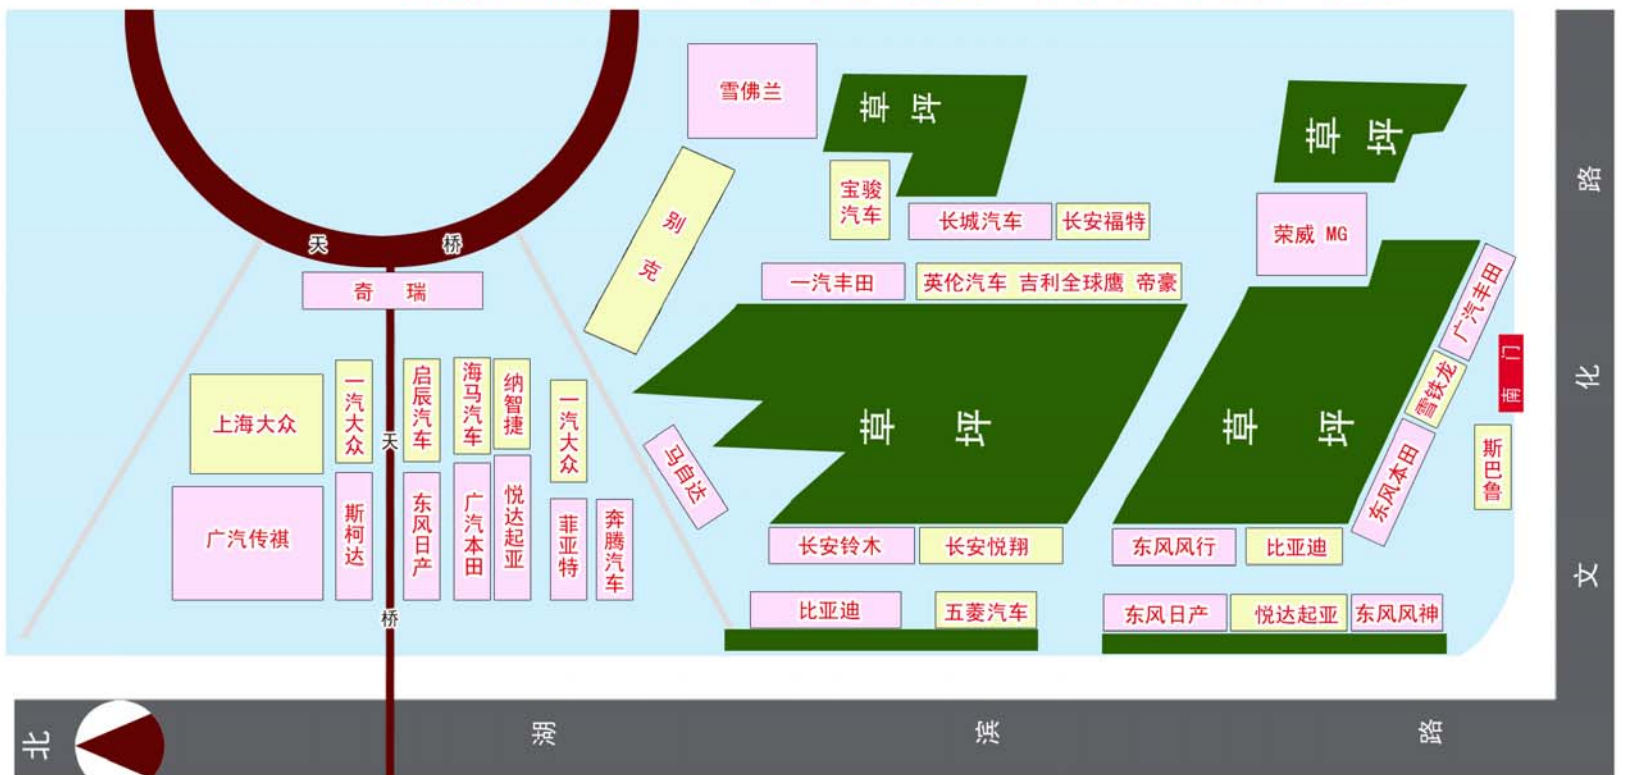 雪佛兰
草 坪
草 坪
别克
宝骏
汽车
长城汽车
长安福特
荣威 MG
路
天 桥
奇 瑞
一汽丰田
英伦汽车 吉利全球鹰 帝豪
广汽丰田
南门
化
上海大众
一汽大众
启辰汽车
海马汽车
纳智捷
一汽大众
天
桥
草 坪
草 坪
雪铁龙
马自达
东风本田
斯巴鲁
广汽传祺
斯柯达
东风日产
广汽本田
悦达起亚
菲亚特
奔腾汽车
长安铃木
长安悦翔
东风风行
比亚迪
文
比亚迪
五菱汽车
东风日产
悦达起亚
东风风神
北
湖 滨 路